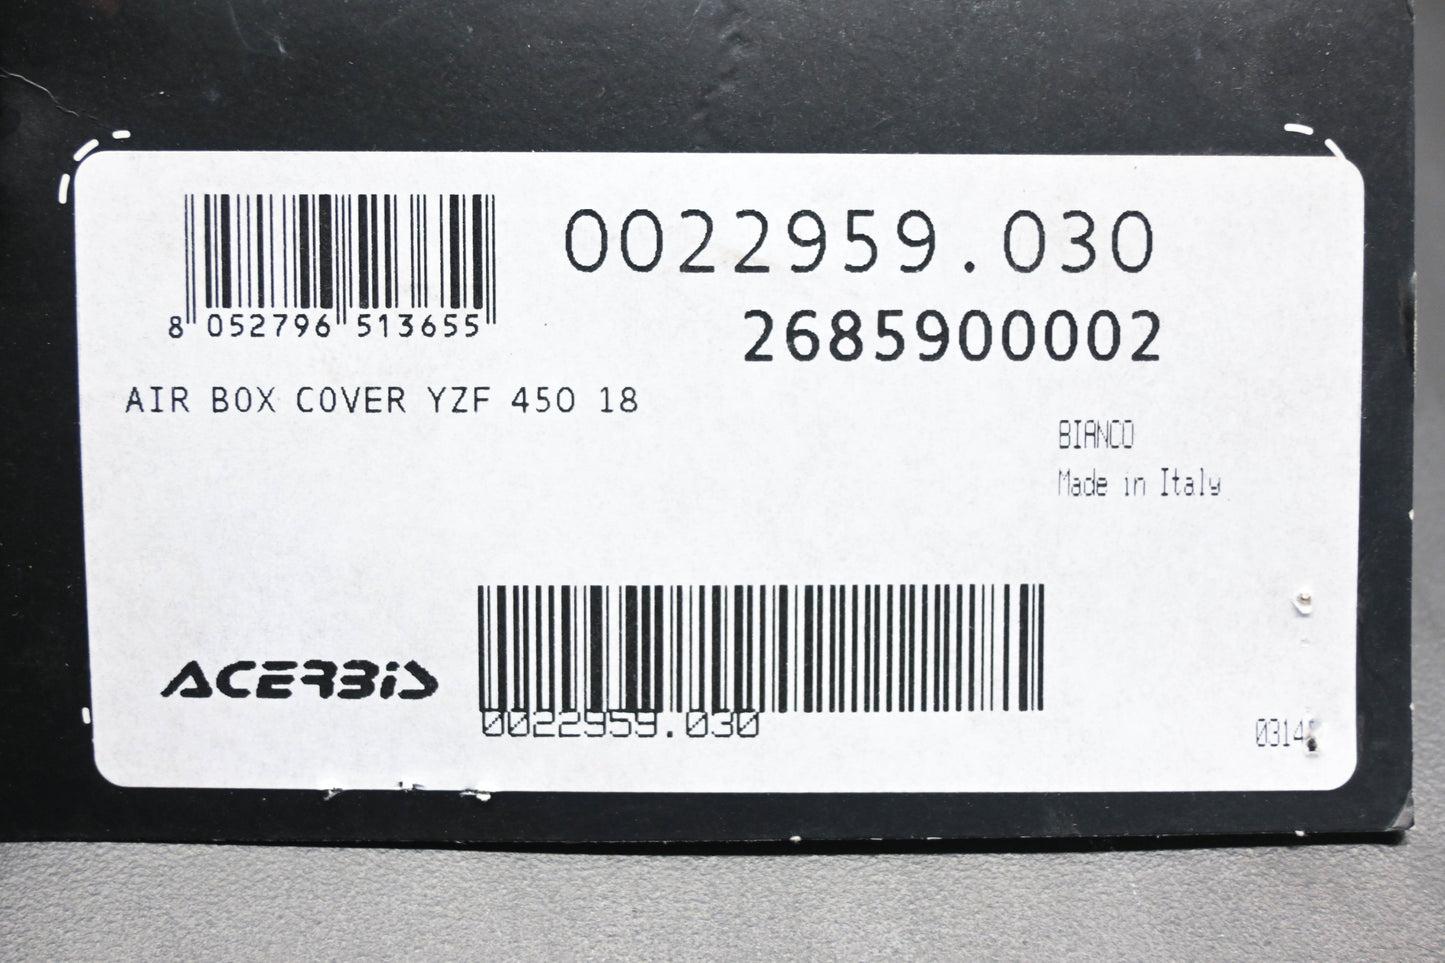 0022959.030
8 052796 513655
2685900002
AIR BOX COVER YZF 450 18
BIANCO
Made in Italy
ACERBIS
0022959.030